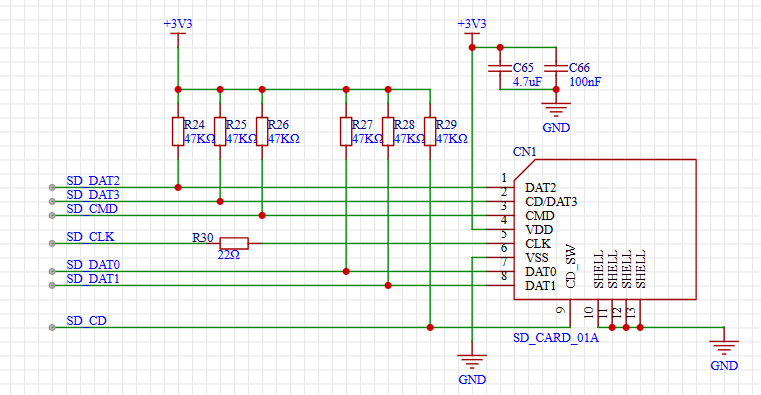 +3V3
+3V3
C65
4.7uF
C66
100nF
GND
R24
47KΩ
R25
47KΩ
R26
47KΩ
R27
47KΩ
R28
47KΩ
R29
47KΩ
CN1
SD_DAT2
SD_DAT3
SD_CMD
SD_CLK
R30
22Ω
SD_DAT0
SD_DAT1
SD_CD
1 DAT2
2 CD/DAT3
3 CMD
4 VDD
5 CLK
6 VSS
7 DAT0
8 DAT1
CD_SW
SHELL
SHELL
SHELL
SHELL
9
10
11
12
13
SD_CARD_01A
GND
GND